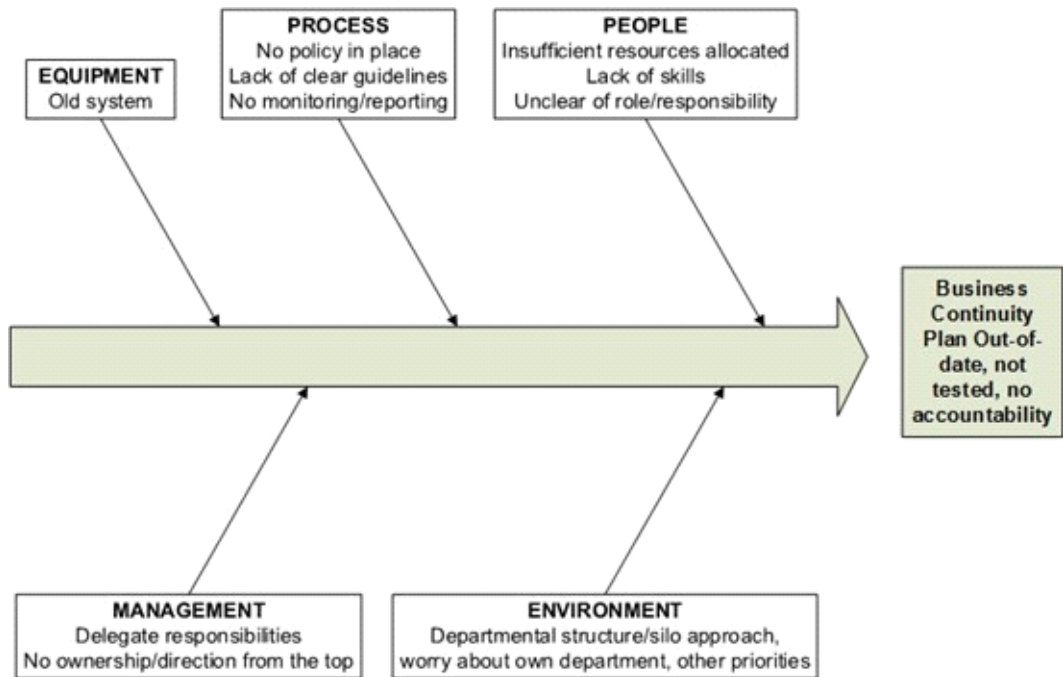 EQUIPMENT
Old system
PROCESS
No policy in place
Lack of clear guidelines
No monitoring/reporting
PEOPLE
Insufficient resources allocated
Lack of skills
Unclear of role/responsibility
Business
Continuity
Plan Out-of-
date, not
tested, no
accountability
MANAGEMENT
Delegate responsibilities
No ownership/direction from the top
ENVIRONMENT
Departmental structure/silo approach,
worry about own department, other priorities